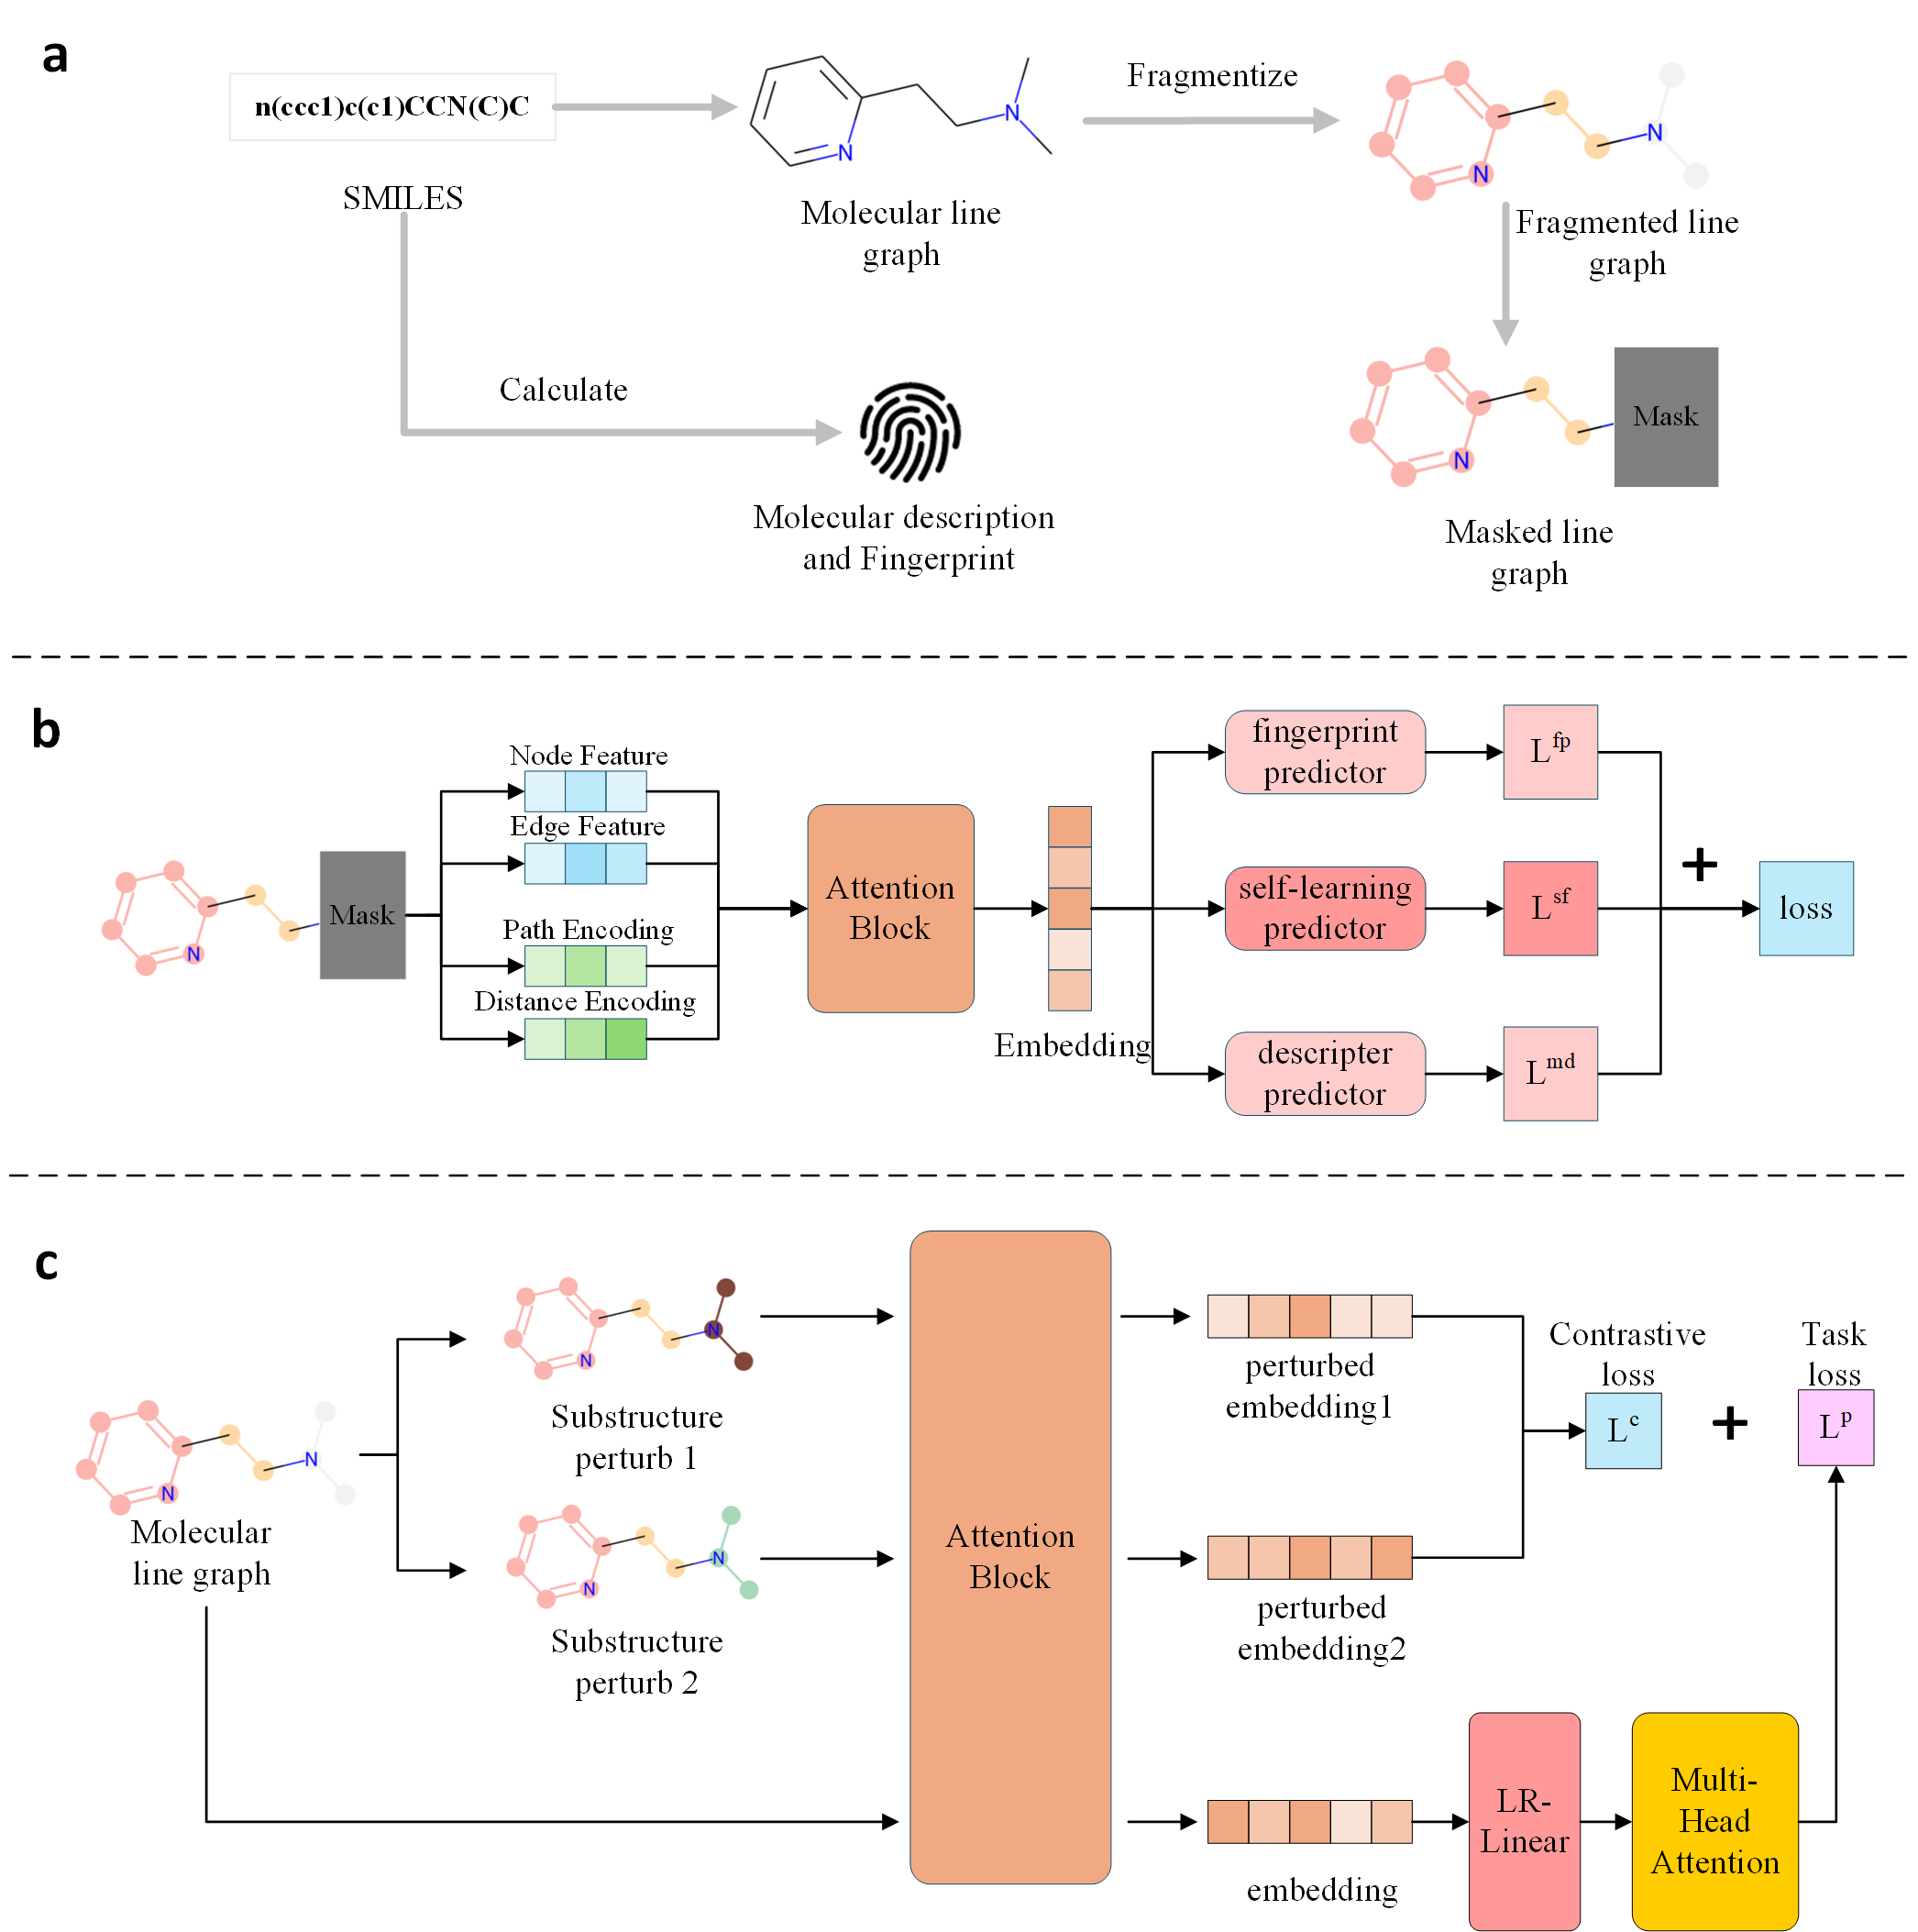 a
n(ccc1)c(c1)CCN(C)C
SMILES
N
N
Molecular line
graph
Fragmentize
N
N
Fragmented line
graph
Calculate
Molecular description
and Fingerprint
N
Mask
Masked line
graph
b
N
Mask
Node Feature
Edge Feature
Path Encoding
Distance Encoding
Attention
Block
Embedding
fingerprint
predictor
L^fp
self-learning
predictor
L^sf
descripter
predictor
L^md
+
loss
c
N
N
Molecular
line graph
N
N
Substructure
perturb 1
N
N
Substructure
perturb 2
Attention
Block
perturbed
embedding1
perturbed
embedding2
embedding
Contrastive
loss
L^c
+
Task
loss
L^p
LR-
Linear
Multi-
Head
Attention